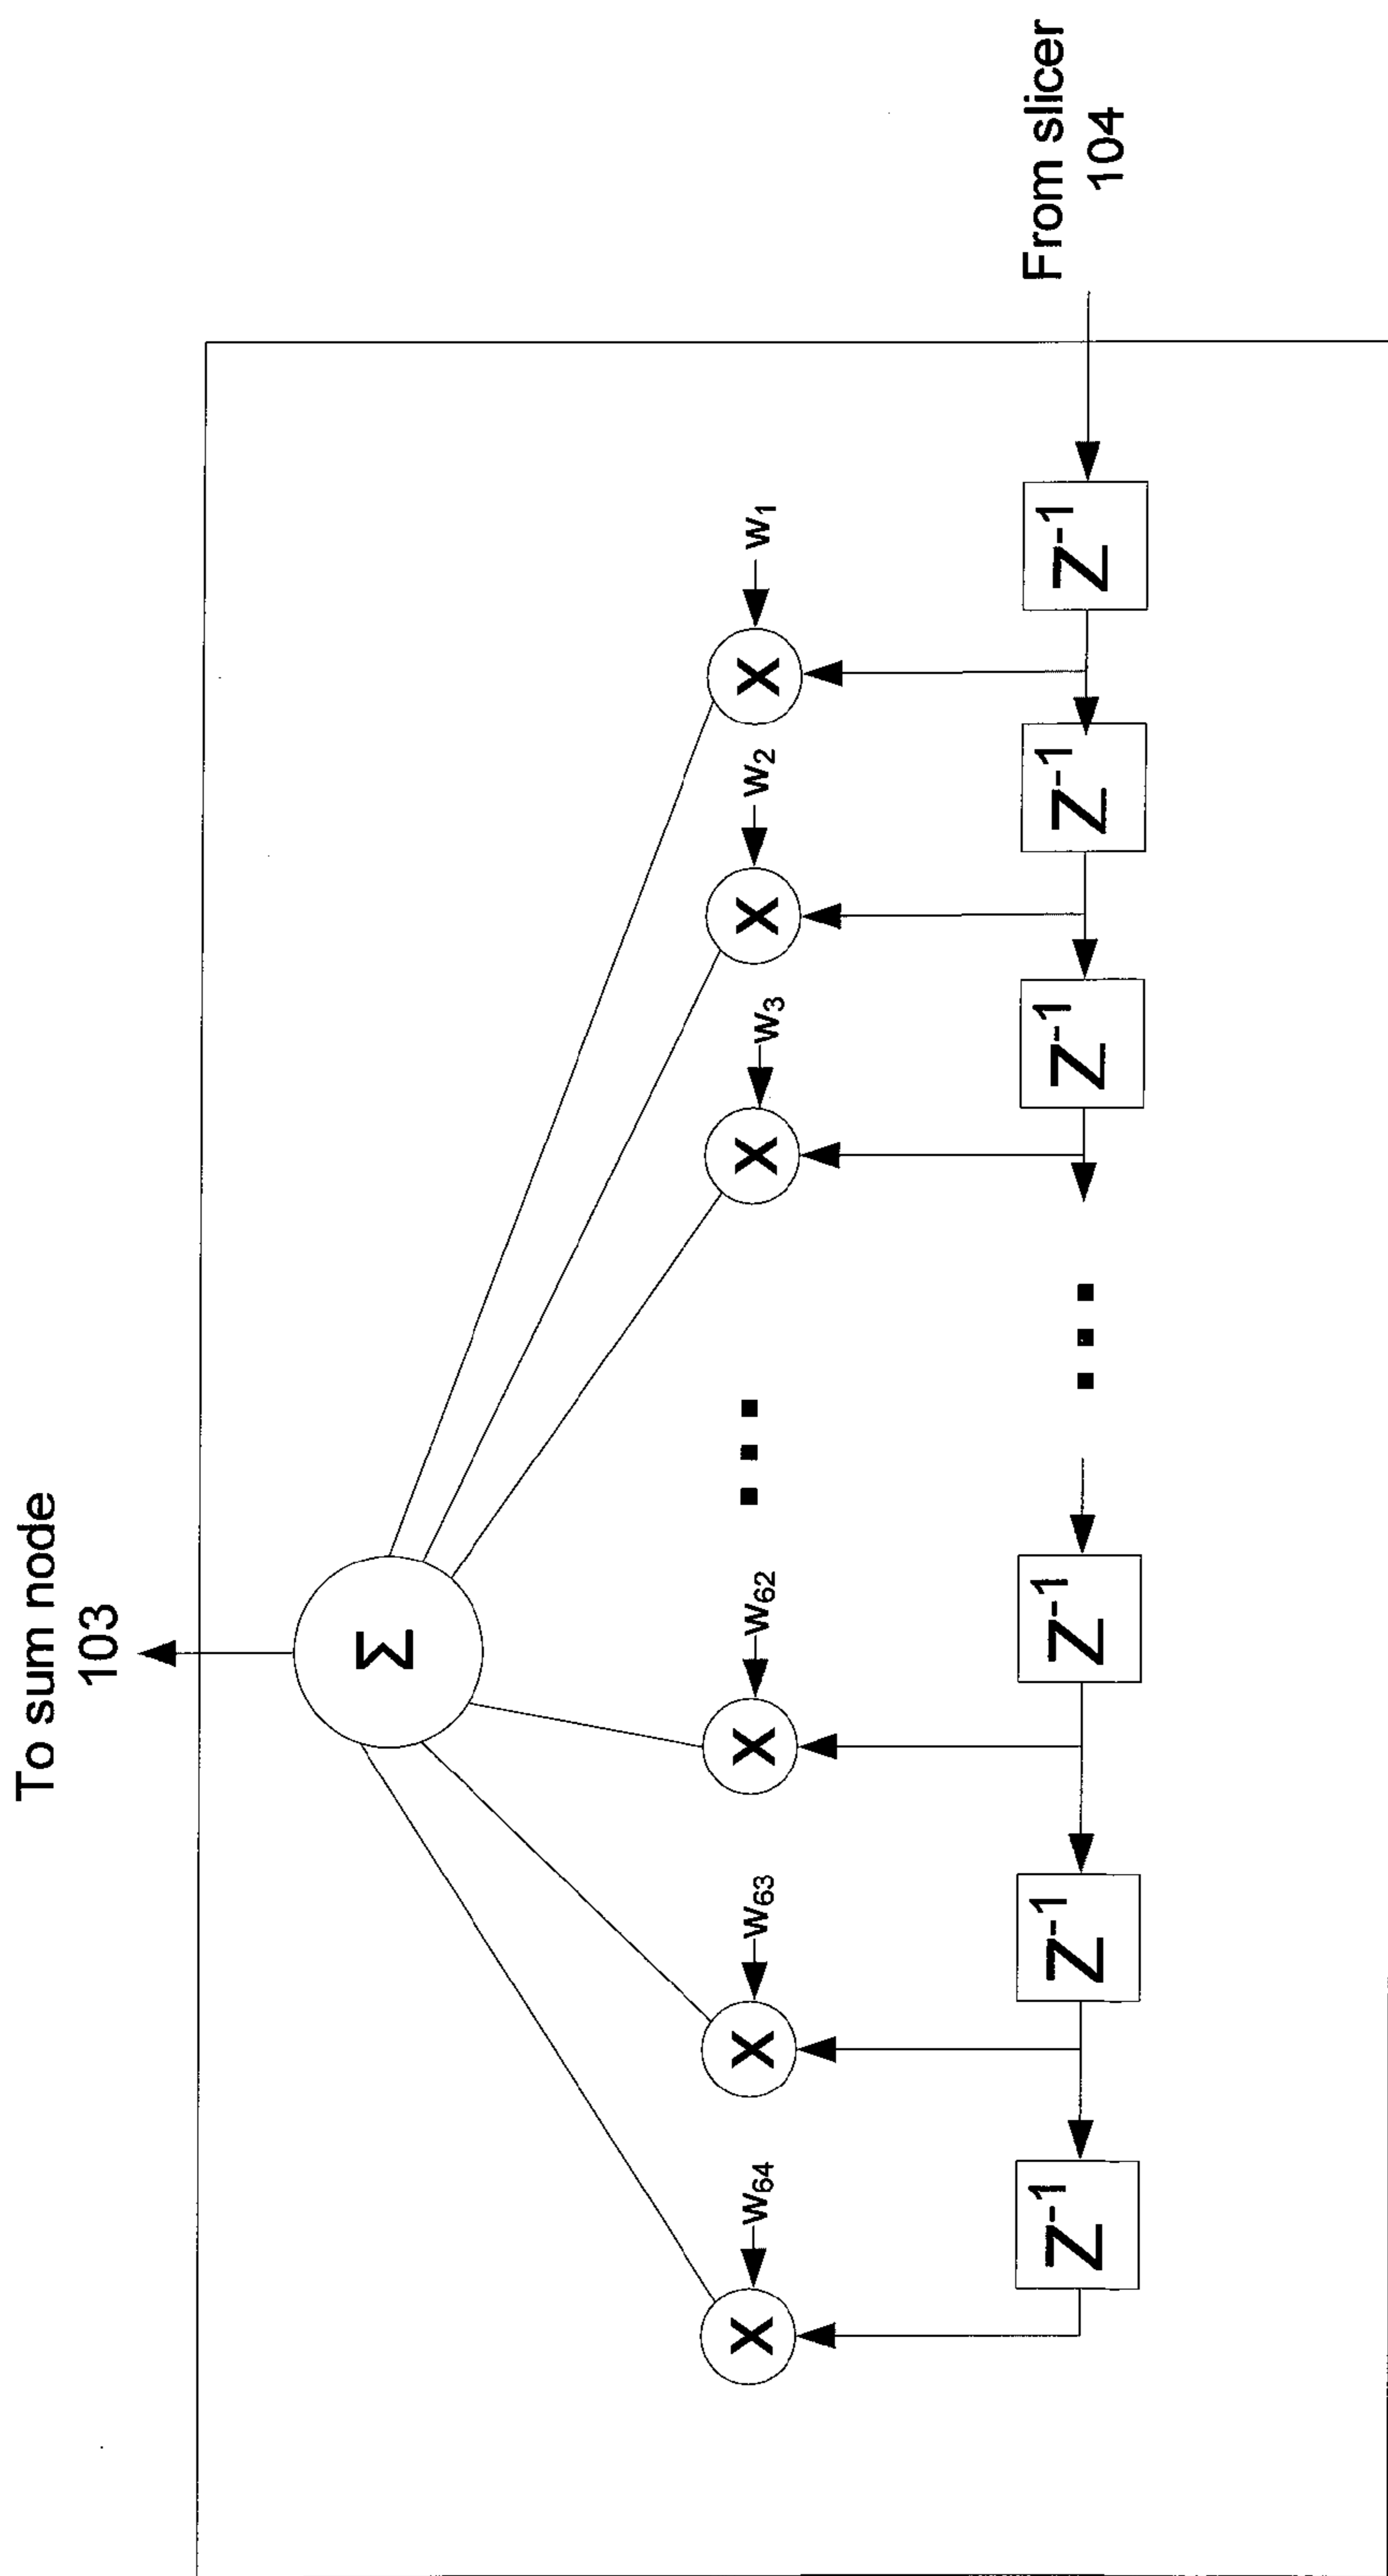 To sum node
103
Σ
X
X
X
X
X
X
W₆₄
W₆₃
W₆₂
W₃
W₂
W₁
Z⁻¹
Z⁻¹
Z⁻¹
Z⁻¹
Z⁻¹
Z⁻¹
From slicer
104